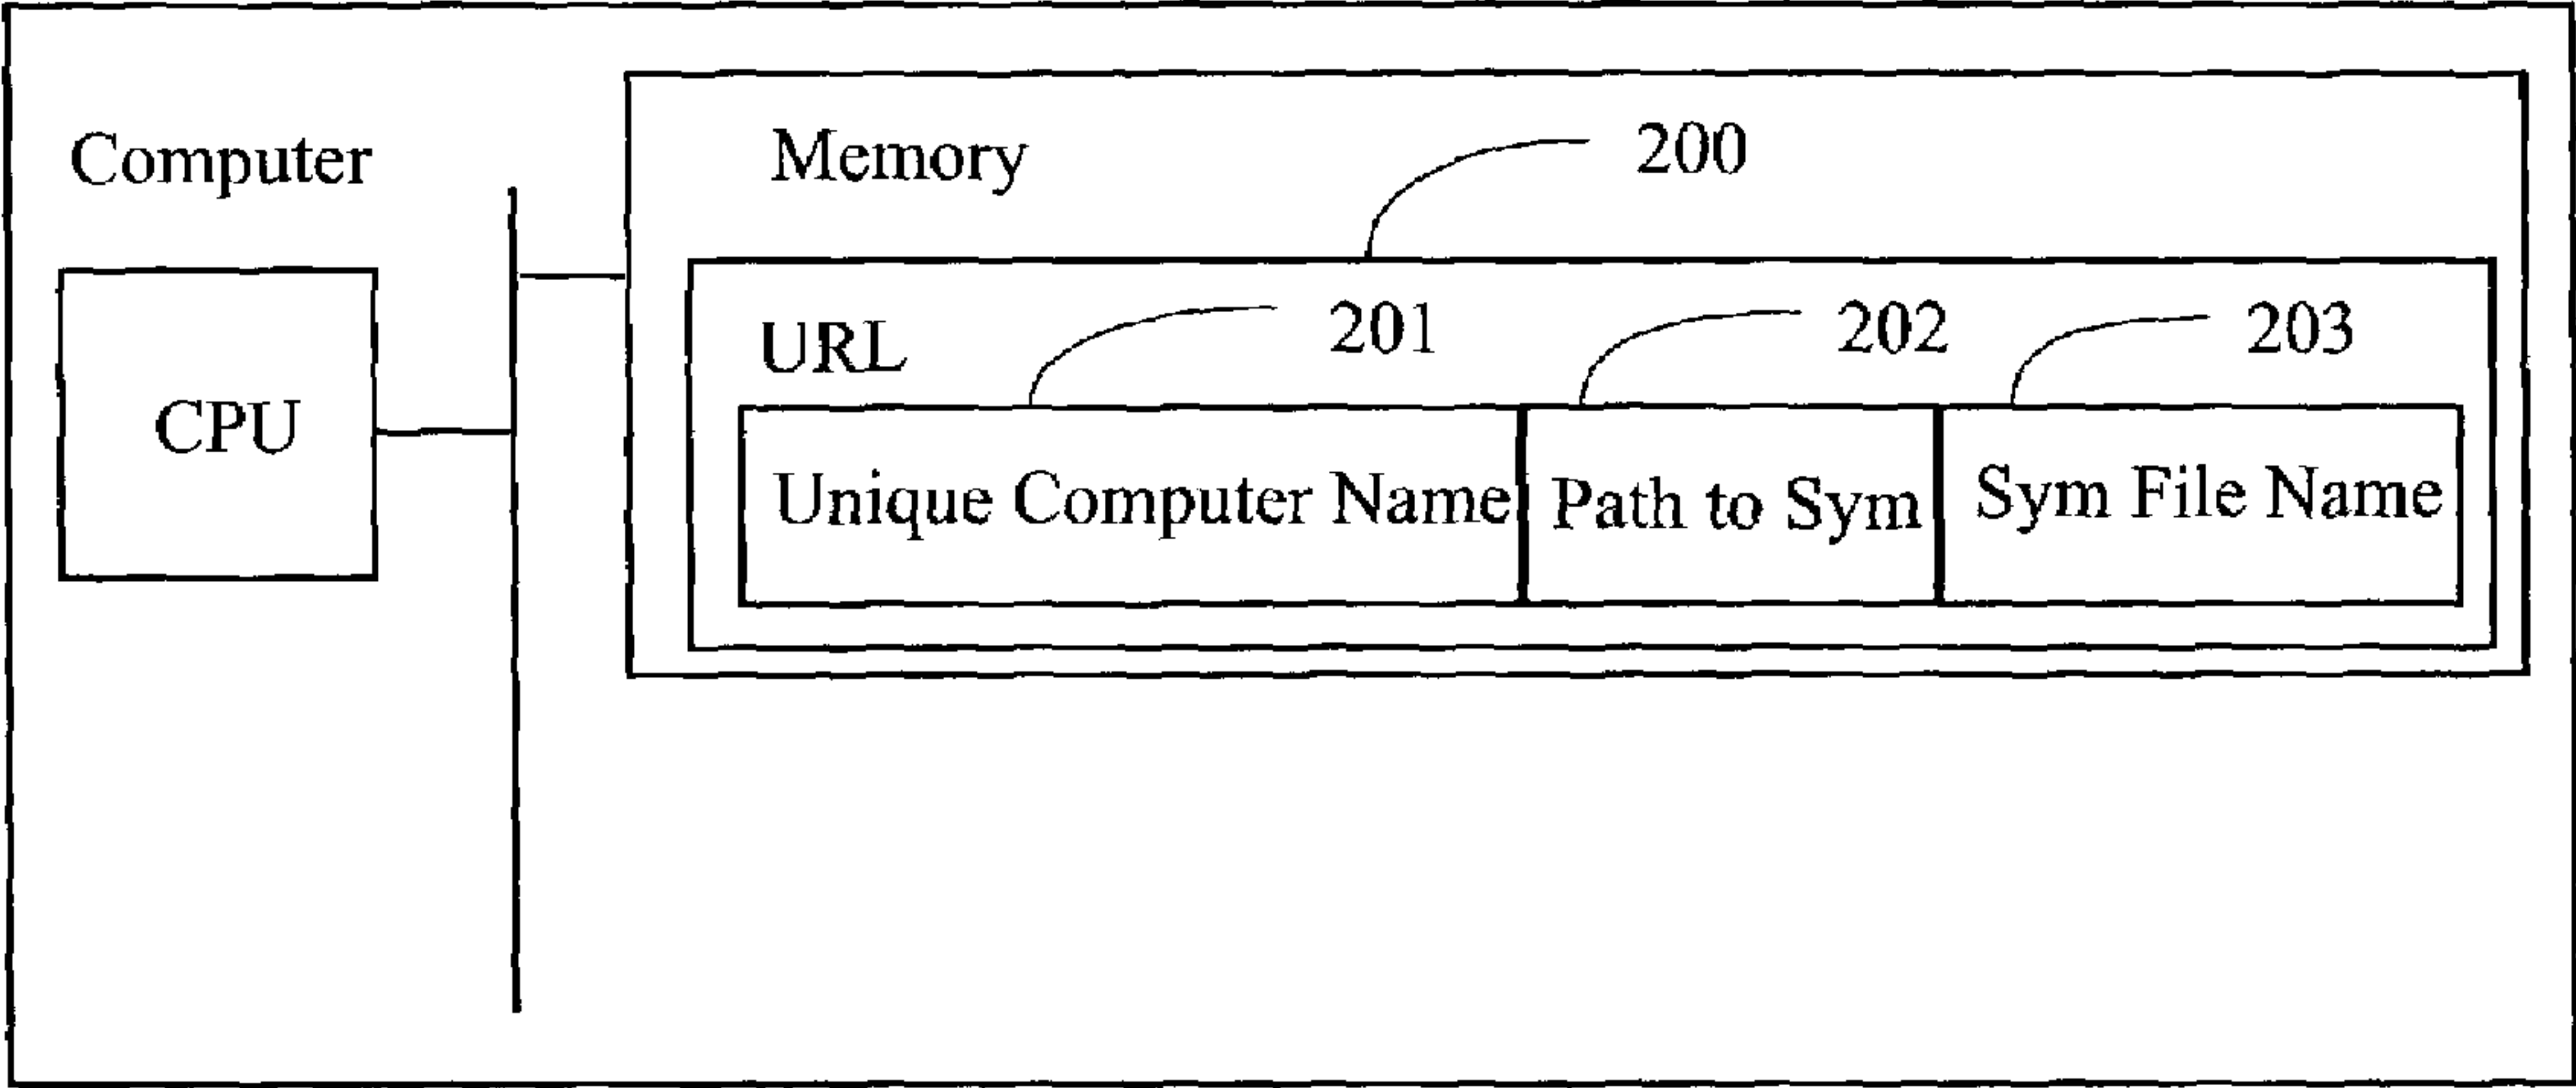 Computer
Memory
200
URL
201
202
203
CPU
Unique Computer Name
Path to Sym
Sym File Name